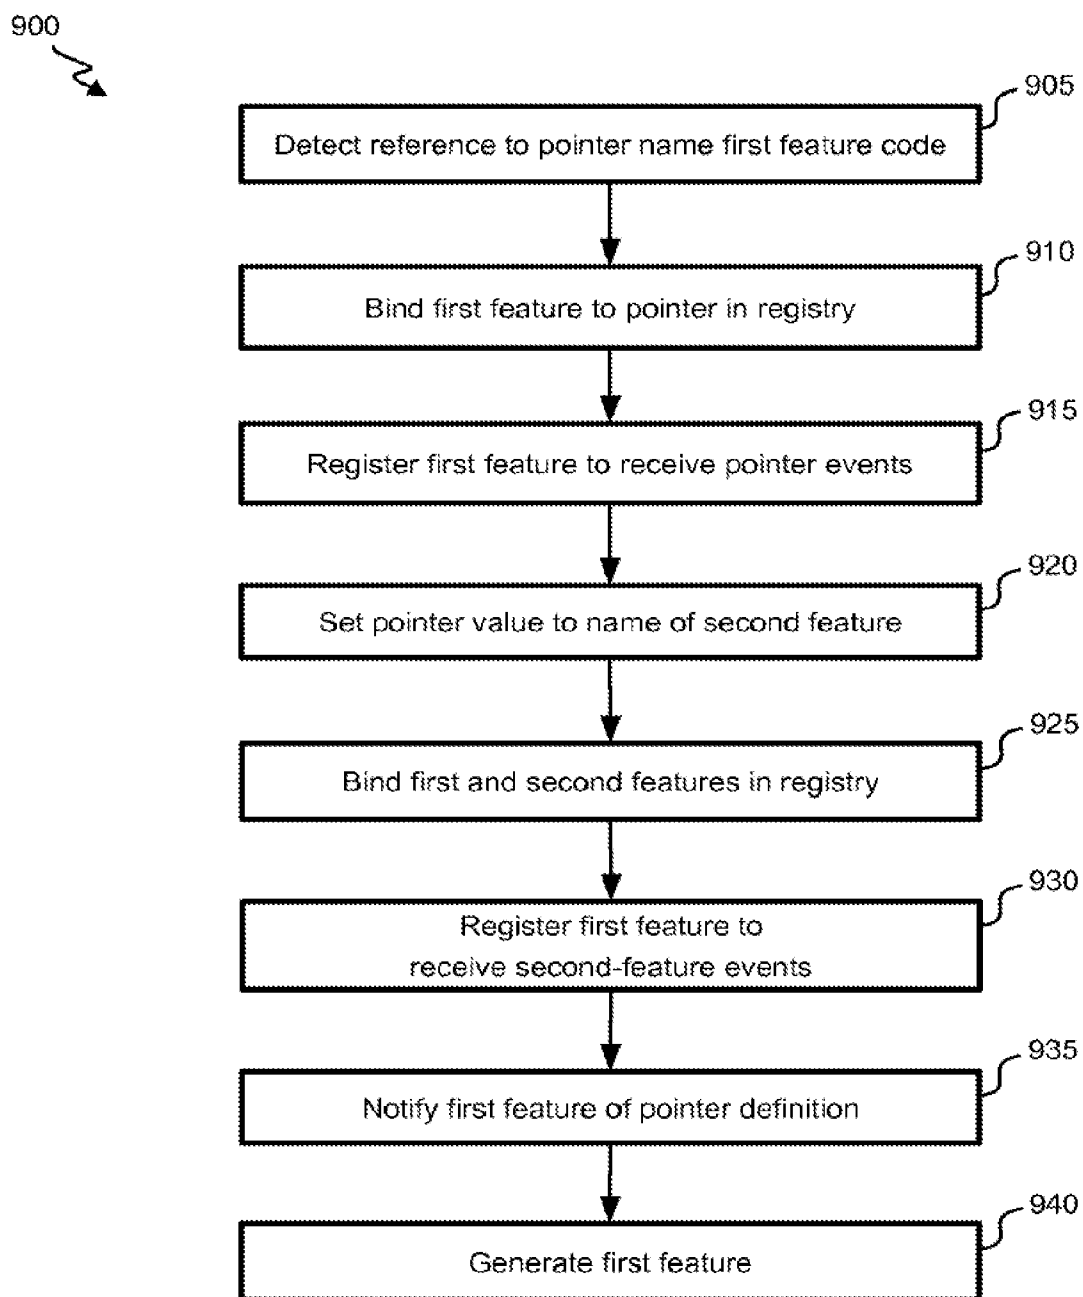 900
905
Detect reference to pointer name first feature code
910
Bind first feature to pointer in registry
915
Register first feature to receive pointer events
920
Set pointer value to name of second feature
925
Bind first and second features in registry
930
Register first feature to
receive second-feature events
935
Notify first feature of pointer definition
940
Generate first feature